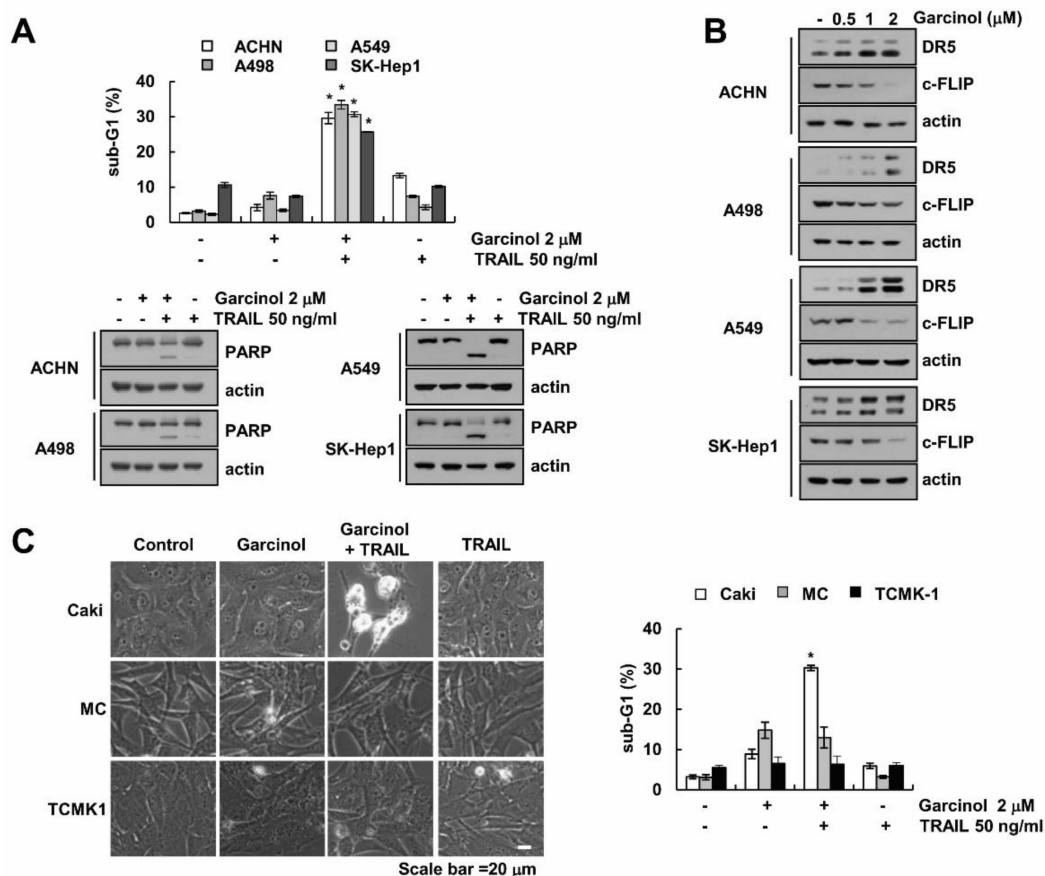 A
ACHN A549
A498 SK-Hep1
sub-G1 (%)
40
30
20
10
0
* * * *
- + + - Garcinol 2 μM
- - + + TRAIL 50 ng/ml
- + + - Garcinol 2 μM
- - + + TRAIL 50 ng/ml
ACHN
PARP
actin
A498
PARP
actin
- + + - Garcinol 2 μM
- - + + TRAIL 50 ng/ml
A549
PARP
actin
SK-Hep1
PARP
actin
B
- 0.5 1 2 Garcinol (μM)
ACHN
DR5
c-FLIP
actin
A498
DR5
c-FLIP
actin
A549
DR5
c-FLIP
actin
SK-Hep1
DR5
c-FLIP
actin
C
Control Garcinol Garcinol + TRAIL TRAIL
Caki
MC
TCMK1
Scale bar =20 μm
Caki MC TCMK-1
sub-G1 (%)
40
30
20
10
0
*
- + + - Garcinol 2 μM
- - + + TRAIL 50 ng/ml